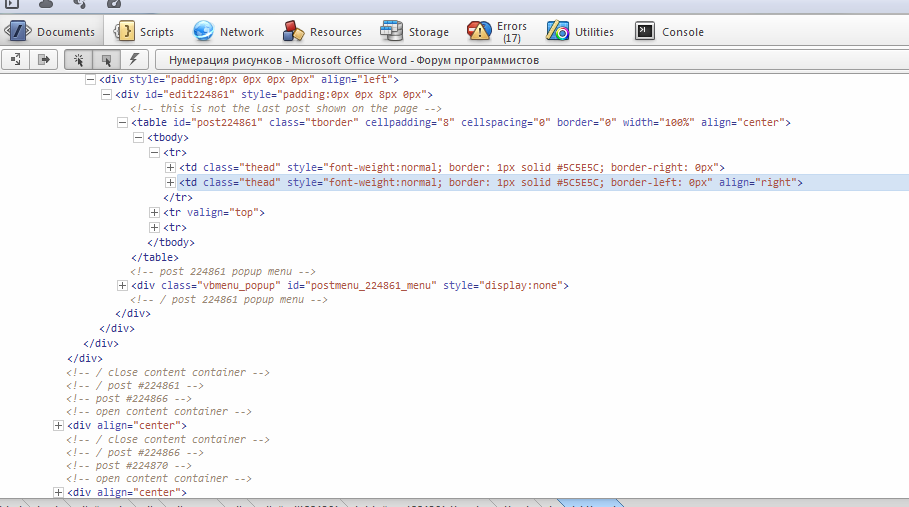 Documents Scripts Network Resources Storage Errors (17) Utilities Console
Нумерация рисунков - Microsoft Office Word - Форум программистов
<div style="padding:0px 0px 0px 0px" align="left">
<div id="edit224861" style="padding:0px 0px 8px 0px">
<!-- this is not the last post shown on the page -->
<table id="post224861" class="tborder" cellpadding="8" cellspacing="0" border="0" width="100%" align="center">
<tbody>
<tr>
<td class="thead" style="font-weight:normal; border: 1px solid #5C5E5C; border-right: 0px">
<td class="thead" style="font-weight:normal; border: 1px solid #5C5E5C; border-left: 0px" align="right">
</tr>
<tr valign="top">
<tr>
</tbody>
</table>
<!-- post 224861 popup menu -->
<div class="vbmenu_popup" id="postmenu_224861_menu" style="display:none">
<!-- / post 224861 popup menu -->
</div>
</div>
</div>
</div>
<!-- / close content container -->
<!-- / post #224861 -->
<!-- post #224866 -->
<!-- open content container -->
<div align="center">
<!-- / close content container -->
<!-- / post #224866 -->
<!-- post #224870 -->
<!-- open content container -->
<div align="center">